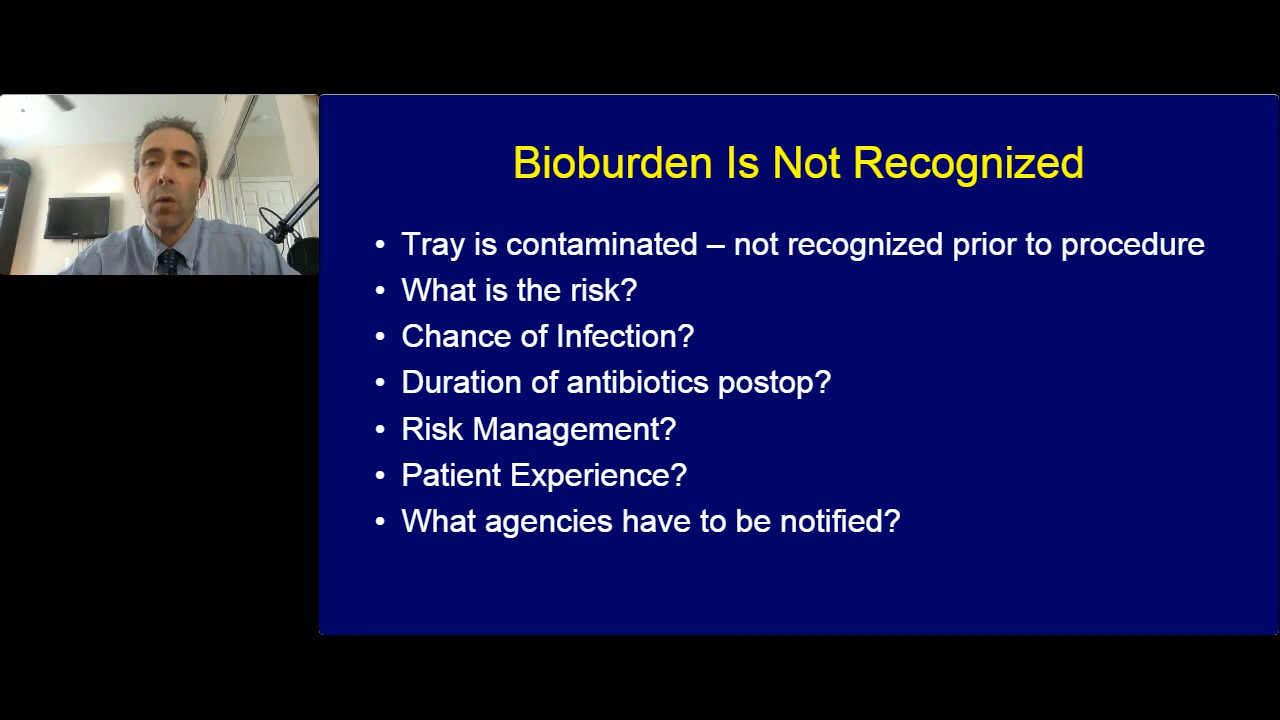 Bioburden Is Not Recognized
• Tray is contaminated – not recognized prior to procedure
• What is the risk?
• Chance of Infection?
• Duration of antibiotics postop?
• Risk Management?
• Patient Experience?
• What agencies have to be notified?